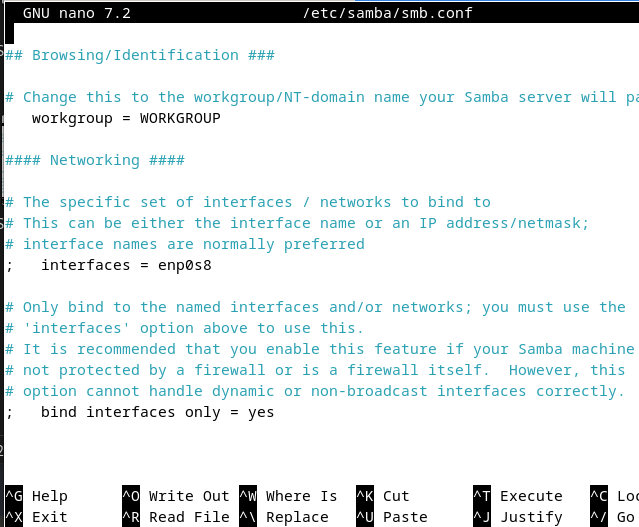 GNU nano 7.2 /etc/samba/smb.conf
## Browsing/Identification ###
# Change this to the workgroup/NT-domain name your Samba server will pa
workgroup = WORKGROUP
#### Networking ####
# The specific set of interfaces / networks to bind to
# This can be either the interface name or an IP address/netmask;
# interface names are normally preferred
;   interfaces = enp0s8
# Only bind to the named interfaces and/or networks; you must use the
# 'interfaces' option above to use this.
# It is recommended that you enable this feature if your Samba machine
# not protected by a firewall or is a firewall itself.  However, this
# option cannot handle dynamic or non-broadcast interfaces correctly.
;   bind interfaces only = yes
^G Help ^O Write Out ^W Where Is ^K Cut ^T Execute ^C Loc
^X Exit ^R Read File ^\ Replace ^U Paste ^J Justify ^/ Go